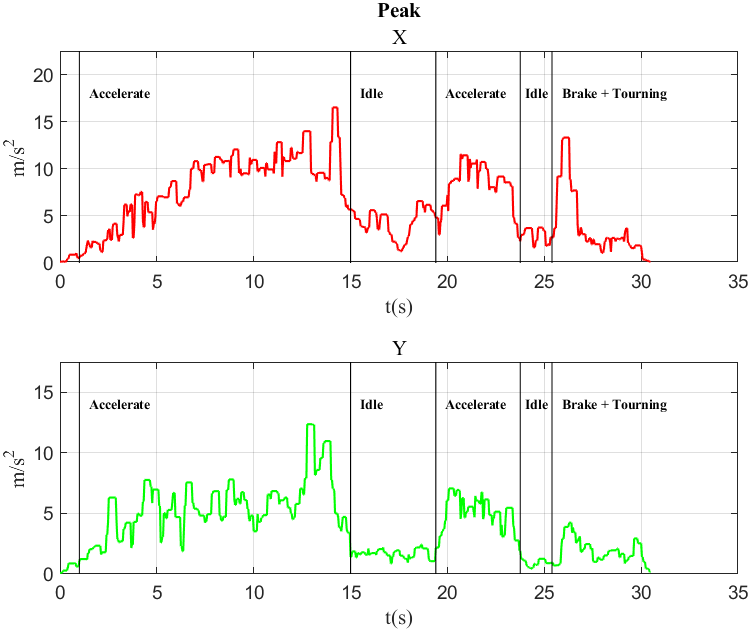 Peak
X
20
15
10
5
0
m/s²
Accelerate
Idle
Accelerate
Idle
Brake + Tourning
0 5 10 15 20 25 30 35
t(s)
Y
15
10
5
0
m/s²
Accelerate
Idle
Accelerate
Idle
Brake + Tourning
0 5 10 15 20 25 30 35
t(s)